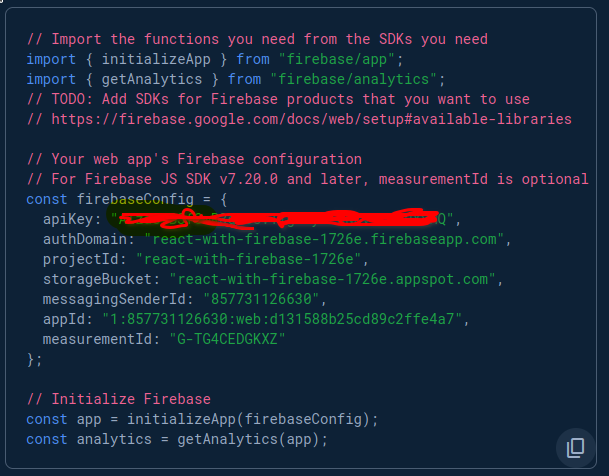 // Import the functions you need from the SDKs you need
import { initializeApp } from "firebase/app";
import { getAnalytics } from "firebase/analytics";
// TODO: Add SDKs for Firebase products that you want to use
// https://firebase.google.com/docs/web/setup#available-libraries
// Your web app's Firebase configuration
// For Firebase JS SDK v7.20.0 and later, measurementId is optional
const firebaseConfig = {
apiKey:
authDomain: "react-with-firebase-1726e.firebaseapp.com",
projectId: "react-with-firebase-1726e",
storageBucket: "react-with-firebase-1726e.appspot.com",
messagingSenderId: "857731126630",
appId: "1:857731126630:web:d131588b25cd89c2ffe4a7",
measurementId: "G-TG4CEDGKXZ"
};
// Initialize Firebase
const app = initializeApp(firebaseConfig);
const analytics = getAnalytics(app);